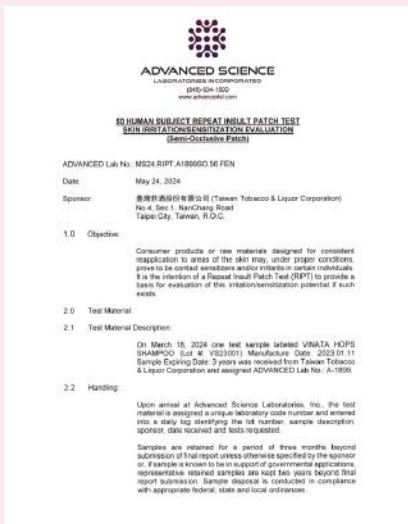 ADVANCED SCIENCE
LABORATORIES INCORPORATED
(845)-634-1500
www.advancedsl.com
50 HUMAN SUBJECT REPEAT INSULT PATCH TEST
SKIN IRRITATION/SENSITIZATION EVALUATION
(Semi-Occlusive Patch)
ADVANCED Lab No.: MS24.RIPT.A1899SO.50.FEN
Date: May 24, 2024
Sponsor: 臺灣菸酒股份有限公司 (Taiwan Tobacco & Liquor Corporation)
No.4, Sec.1, NanChang Road
Taipei City, Taiwan, R.O.C.
1.0 Objective:
Consumer products or raw materials designed for consistent
reapplication to areas of the skin may, under proper conditions,
prove to be contact sensitizers and/or irritants in certain individuals.
It is the intention of a Repeat Insult Patch Test (RIPT) to provide a
basis for evaluation of this irritation/sensitization potential if such
exists.
2.0 Test Material:
2.1 Test Material Description:
On March 18, 2024 one test sample labeled VINATA HOPS
SHAMPOO (Lot #: VS23001) Manufacture Date: 2023.01.11
Sample Expiring Date: 3 years was received from Taiwan Tobacco
& Liquor Corporation and assigned ADVANCED Lab No.: A-1899.
2.2 Handling:
Upon arrival at Advanced Science Laboratories, Inc., the test
material is assigned a unique laboratory code number and entered
into a daily log identifying the lot number, sample description,
sponsor, date received and tests requested.
Samples are retained for a period of three months beyond
submission of final report unless otherwise specified by the sponsor
or, if sample is known to be in support of governmental applications,
representative retained samples are kept two years beyond final
report submission. Sample disposal is conducted in compliance
with appropriate federal, state and local ordinances.